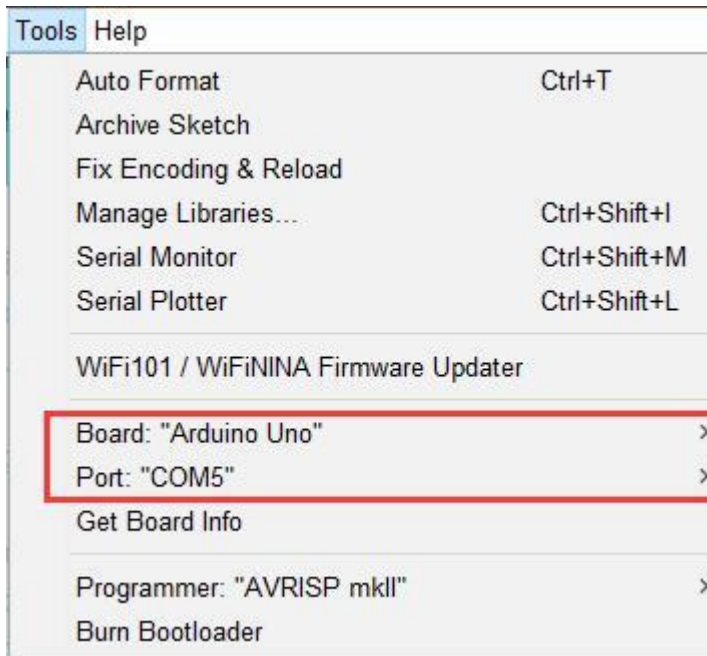 Tools Help
Auto Format Ctrl+T
Archive Sketch
Fix Encoding & Reload
Manage Libraries... Ctrl+Shift+I
Serial Monitor Ctrl+Shift+M
Serial Plotter Ctrl+Shift+L
WiFi101 / WiFiNINA Firmware Updater
Board: "Arduino Uno"
Port: "COM5"
Get Board Info
Programmer: "AVRISP mkII"
Burn Bootloader